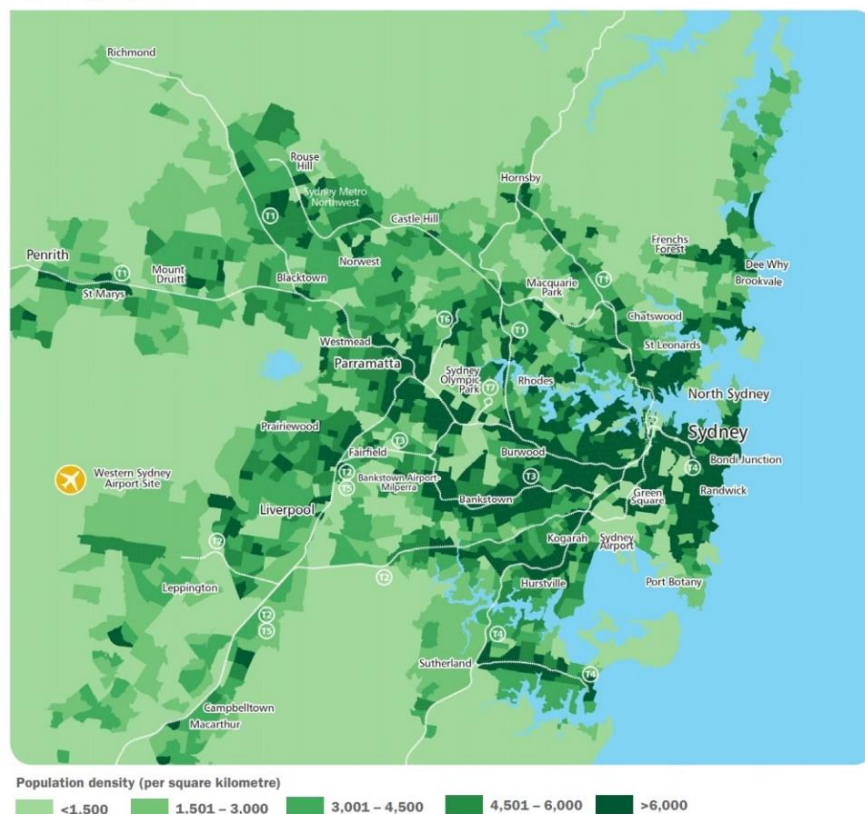 Richmond
Rouse
Hill
Sydney Metro
Northwest
Hornsby
T1
Castle Hill
Frenchs
Forest
Penrith
T1
Mount
Druitt
Norwest
Dee Why
Brookvale
St Marys
Blacktown
Macquarie
Park
T1
Chatswood
T6
T1
Westmead
St Leonards
Parramatta
Sydney
Olympic
Park
T7
Rhodes
North Sydney
Prairiewood
Sydney
T3
Fairfield
Burwood
Bondi Junction
T4
Western Sydney
Airport Site
T2
T5
Bankstown Airport
Milperra
T3
Bankstown
Green
Square
Randwick
Liverpool
T2
Kogarah
Sydney
Airport
Leppington
T2
Hurstville
Port Botany
T2
T5
T4
Sutherland
T4
Campbelltown
Macarthur
Population density (per square kilometre)
<1,500
1,501 – 3,000
3,001 – 4,500
4,501 – 6,000
>6,000